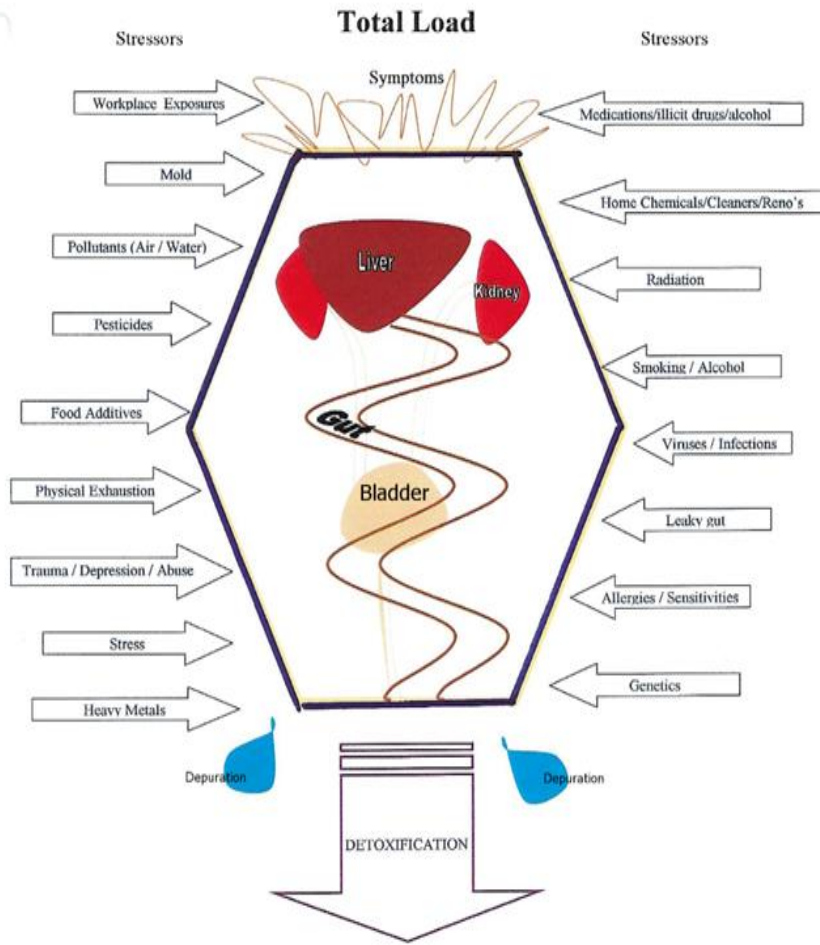 Total Load
Stressors
Stressors
Symptoms
Workplace Exposures
Medications/illicit drugs/alcohol
Mold
Home Chemicals/Cleaners/Reno's
Pollutants (Air / Water)
Liver
Kidney
Radiation
Pesticides
Smoking / Alcohol
Food Additives
Gut
Viruses / Infections
Physical Exhaustion
Bladder
Leaky gut
Trauma / Depression / Abuse
Allergies / Sensitivities
Stress
Genetics
Heavy Metals
Depuration
Depuration
DETOXIFICATION